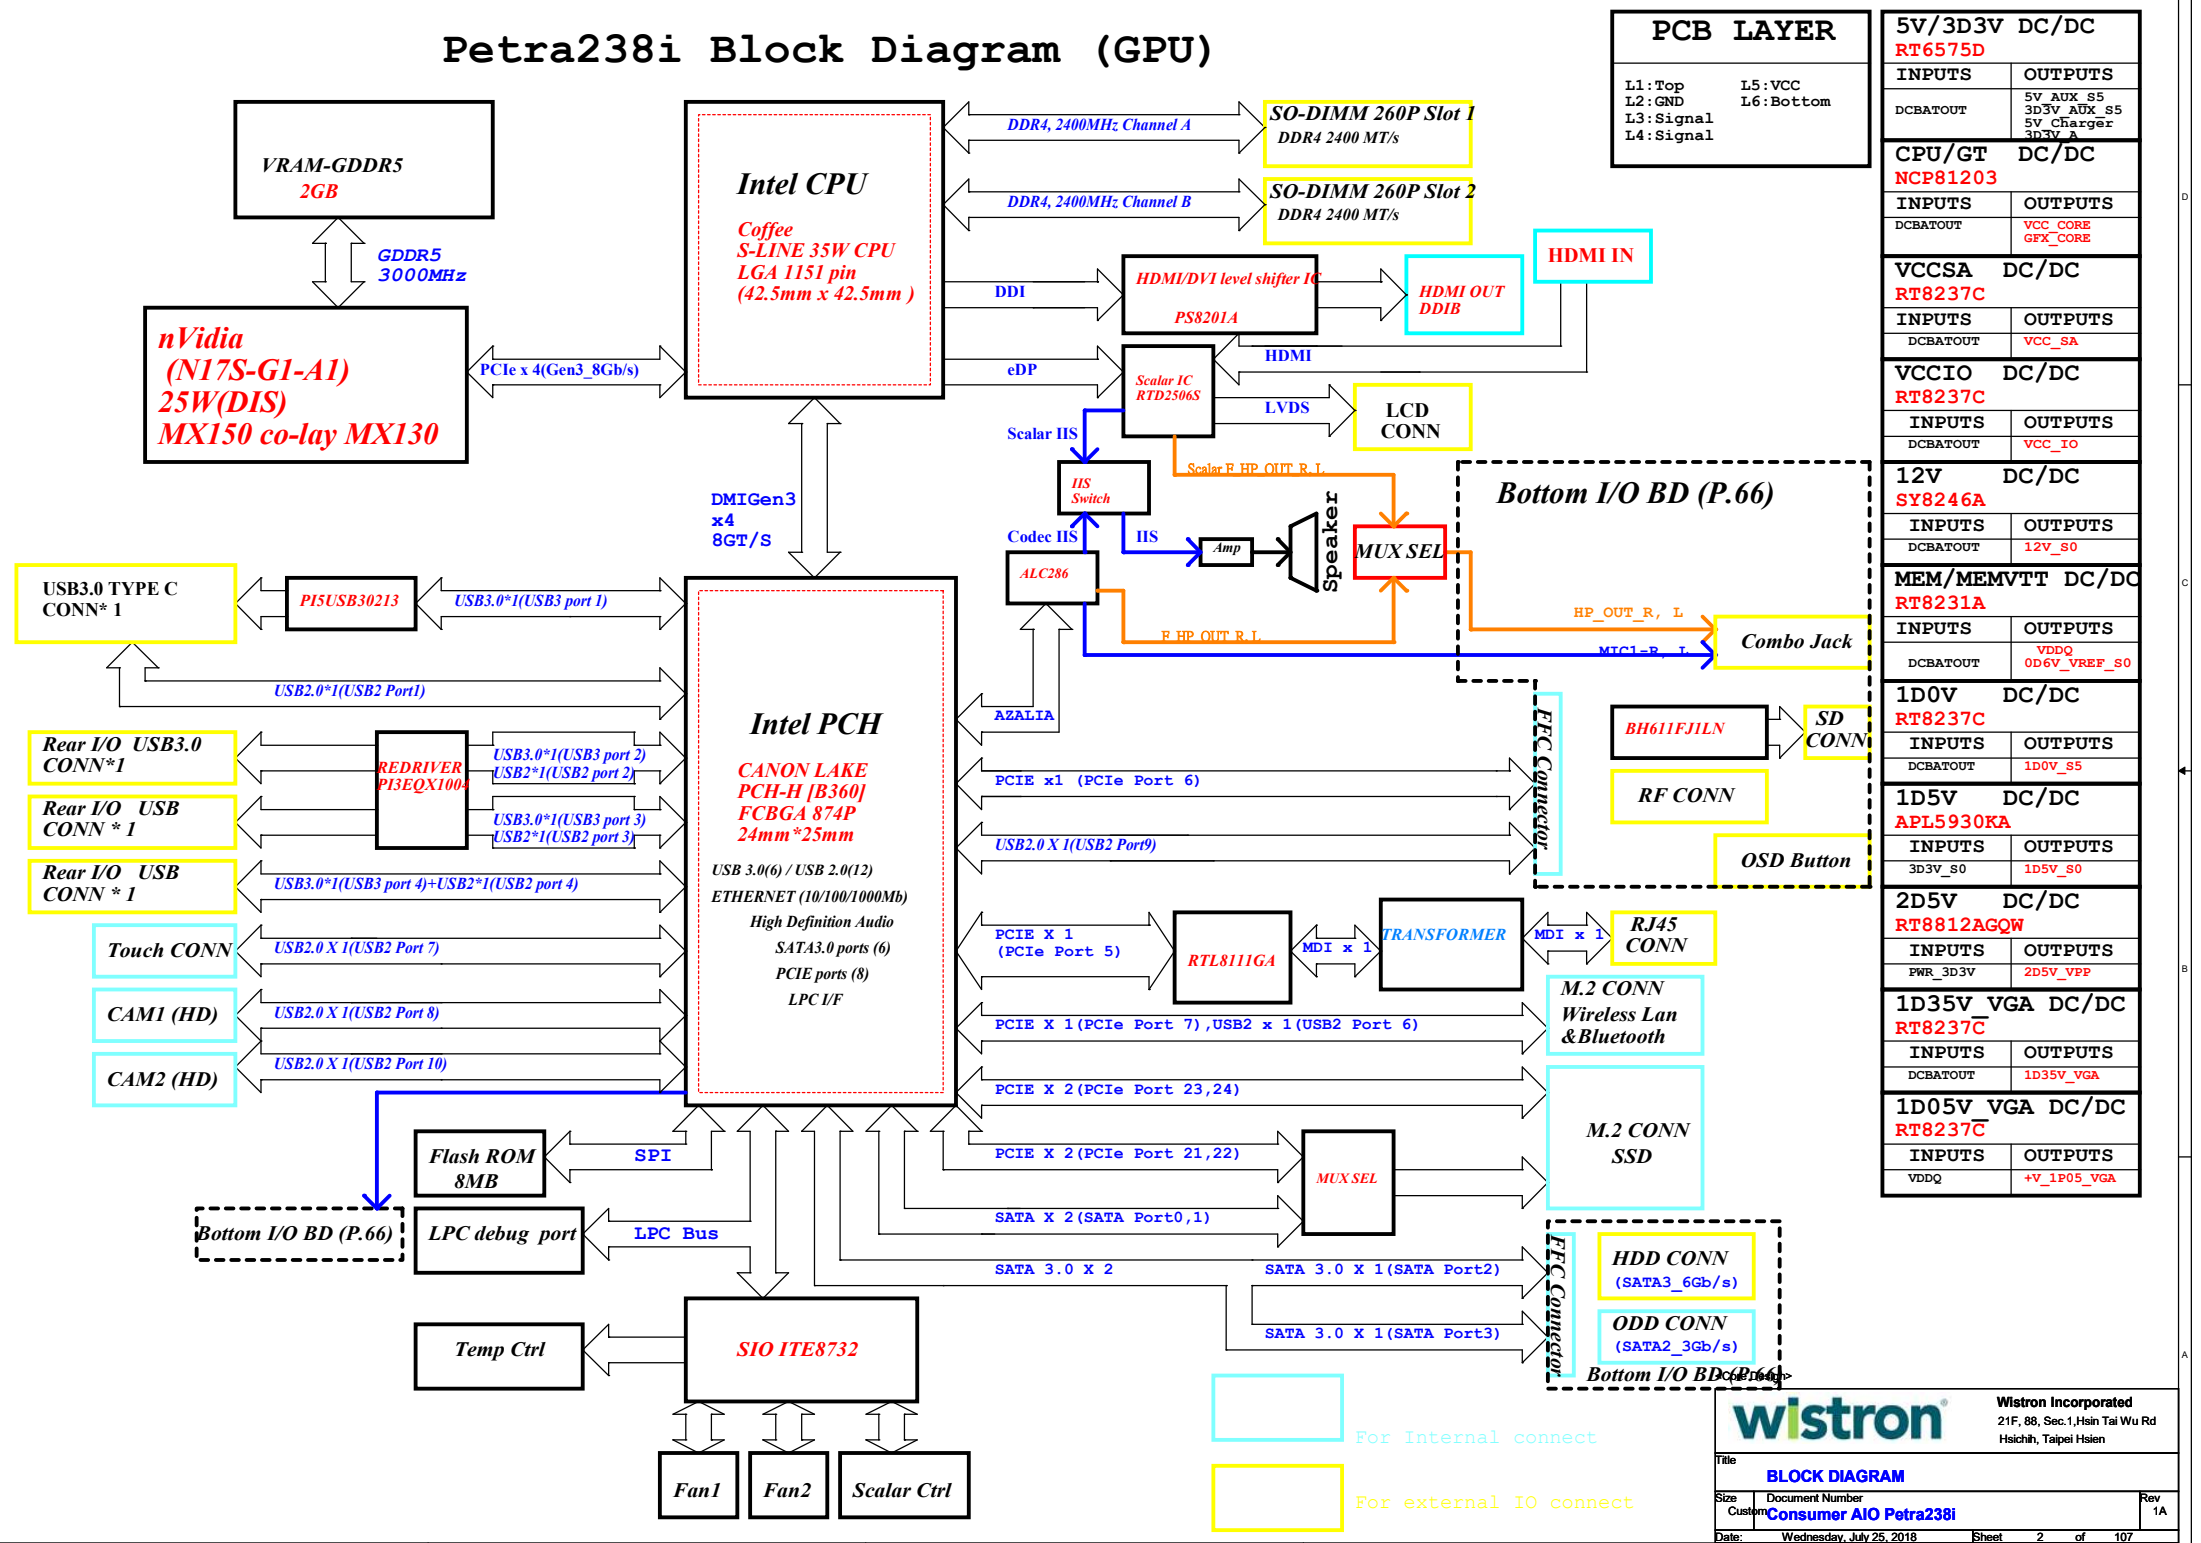 Petra238i Block Diagram (GPU)
PCB LAYER
L1:Top L5:VCC
L2:GND L6:Bottom
L3:Signal
L4:Signal
VRAM-GDDR5
2GB
GDDR5
3000MHz
nVidia
(N17S-G1-A1)
25W(DIS)
MX150 co-lay MX130
PCIe x 4(Gen3_8Gb/s)
Intel CPU
Coffee
S-LINE 35W CPU
LGA 1151 pin
(42.5mm x 42.5mm )
DDR4, 2400MHz Channel A
SO-DIMM 260P Slot 1
DDR4 2400 MT/s
DDR4, 2400MHz Channel B
SO-DIMM 260P Slot 2
DDR4 2400 MT/s
DDI
HDMI/DVI level shifter IC
PS8201A
HDMI OUT
DDIB
HDMI IN
HDMI
eDP
Scalar IC
RTD2506S
LVDS
LCD
CONN
Scalar IIS
Scalar F_HP_OUT_R,L
IIS
Switch
Codec IIS
IIS
Amp
Speaker
MUX SEL
ALC286
F_HP_OUT_R,L
AZALIA
Bottom I/O BD (P.66)
HP_OUT_R, L
MIC1-R, L
Combo Jack
FFC Connector
BH611FJ1LN
SD
CONN
RF CONN
OSD Button
DMIGen3
x4
8GT/S
USB3.0 TYPE C
CONN* 1
PI5USB30213
USB3.0*1(USB3 port 1)
USB2.0*1(USB2 Port1)
Rear I/O USB3.0
CONN*1
REDRIVER
PI3EQX1004
USB3.0*1(USB3 port 2)
USB2*1(USB2 port 2)
Rear I/O USB
CONN * 1
USB3.0*1(USB3 port 3)
USB2*1(USB2 port 3)
Rear I/O USB
CONN * 1
USB3.0*1(USB3 port 4)+USB2*1(USB2 port 4)
Touch CONN
USB2.0 X 1(USB2 Port 7)
CAM1 (HD)
USB2.0 X 1(USB2 Port 8)
CAM2 (HD)
USB2.0 X 1(USB2 Port 10)
Intel PCH
CANON LAKE
PCH-H [B360]
FCBGA 874P
24mm*25mm
USB 3.0(6) / USB 2.0(12)
ETHERNET (10/100/1000Mb)
High Definition Audio
SATA3.0 ports (6)
PCIE ports (8)
LPC I/F
PCIE x1 (PCIe Port 6)
USB2.0 X 1(USB2 Port9)
PCIE X 1
(PCIe Port 5)
RTL8111GA
MDI x 1
TRANSFORMER
MDI x 1
RJ45
CONN
PCIE X 1(PCIe Port 7),USB2 x 1(USB2 Port 6)
M.2 CONN
Wireless Lan
&Bluetooth
PCIE X 2(PCIe Port 23,24)
PCIE X 2(PCIe Port 21,22)
MUX SEL
SATA X 2(SATA Port0,1)
M.2 CONN
SSD
SATA 3.0 X 2
SATA 3.0 X 1(SATA Port2)
SATA 3.0 X 1(SATA Port3)
FFC Connector
HDD CONN
(SATA3_6Gb/s)
ODD CONN
(SATA2_3Gb/s)
Bottom I/O BD (P.66)
Flash ROM
8MB
SPI
Bottom I/O BD (P.66)
LPC debug port
LPC Bus
Temp Ctrl
SIO ITE8732
Fan1
Fan2
Scalar Ctrl
For Internal connect
For external IO connect
5V/3D3V DC/DC
RT6575D
INPUTS OUTPUTS
DCBATOUT
5V_AUX_S5
3D3V_AUX_S5
5V_Charger
3D3V_A
CPU/GT DC/DC
NCP81203
INPUTS OUTPUTS
DCBATOUT VCC_CORE
GFX_CORE
VCCSA DC/DC
RT8237C
INPUTS OUTPUTS
DCBATOUT VCC_SA
VCCIO DC/DC
RT8237C
INPUTS OUTPUTS
DCBATOUT VCC_IO
12V DC/DC
SY8246A
INPUTS OUTPUTS
DCBATOUT 12V_S0
MEM/MEMVTT DC/DC
RT8231A
INPUTS OUTPUTS
DCBATOUT VDDQ
0D6V_VREF_S0
1D0V DC/DC
RT8237C
INPUTS OUTPUTS
DCBATOUT 1D0V_S5
1D5V DC/DC
APL5930KA
INPUTS OUTPUTS
3D3V_S0 1D5V_S0
2D5V DC/DC
RT8812AGQW
INPUTS OUTPUTS
PWR_3D3V 2D5V_VPP
1D35V_VGA DC/DC
RT8237C
INPUTS OUTPUTS
DCBATOUT 1D35V_VGA
1D05V_VGA DC/DC
RT8237C
INPUTS OUTPUTS
VDDQ +V_1P05_VGA
D
C
B
A
<Core Design>
wistron
Wistron Incorporated
21F, 88, Sec.1,Hsin Tai Wu Rd
Hsichih, Taipei Hsien
Title
BLOCK DIAGRAM
Size Document Number Rev
Custom Consumer AIO Petra238i 1A
Date: Wednesday, July 25, 2018 Sheet 2 of 107